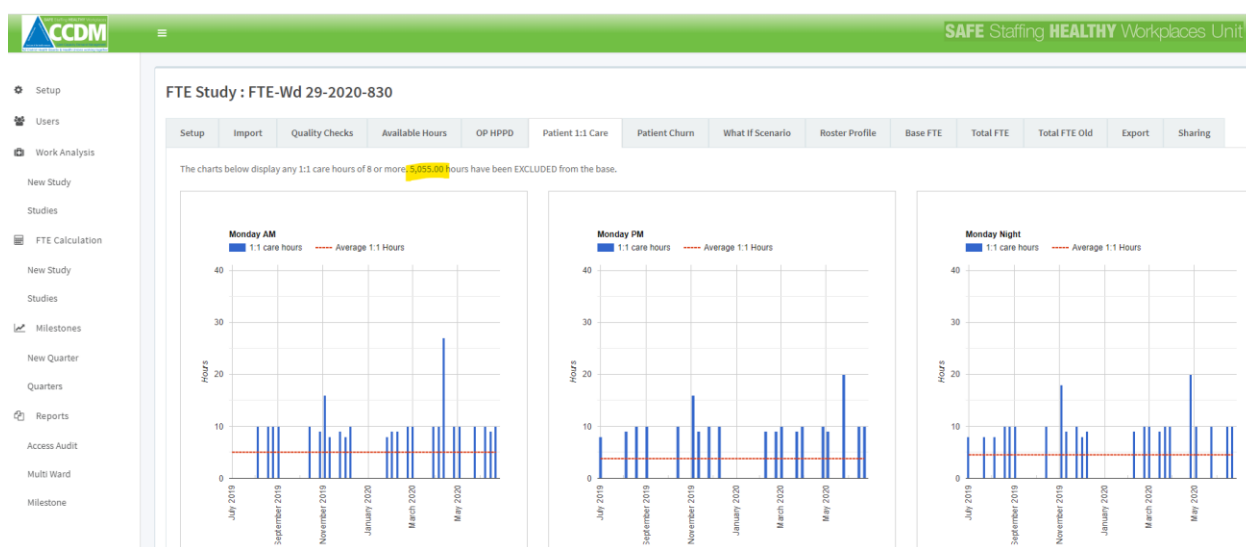 CCDM
SAFE Staffing HEALTHY Workplaces Unit
Setup
Users
Work Analysis
New Study
Studies
FTE Calculation
New Study
Studies
Milestones
New Quarter
Quarters
Reports
Access Audit
Multi Ward
Milestone
FTE Study : FTE-Wd 29-2020-830
Setup Import Quality Checks Available Hours OP HPPD Patient 1:1 Care Patient Churn What If Scenario Roster Profile Base FTE Total FTE Total FTE Old Export Sharing
The charts below display any 1:1 care hours of 8 or more. 5,055.00 hours have been EXCLUDED from the base.
Monday AM
1:1 care hours Average 1:1 Hours
40
30
20
10
0
Hours
July 2019
September 2019
November 2019
January 2020
March 2020
May 2020
Monday PM
1:1 care hours Average 1:1 Hours
40
30
20
10
0
Hours
July 2019
September 2019
November 2019
January 2020
March 2020
May 2020
Monday Night
1:1 care hours Average 1:1 Hours
40
30
20
10
0
Hours
July 2019
September 2019
November 2019
January 2020
March 2020
May 2020